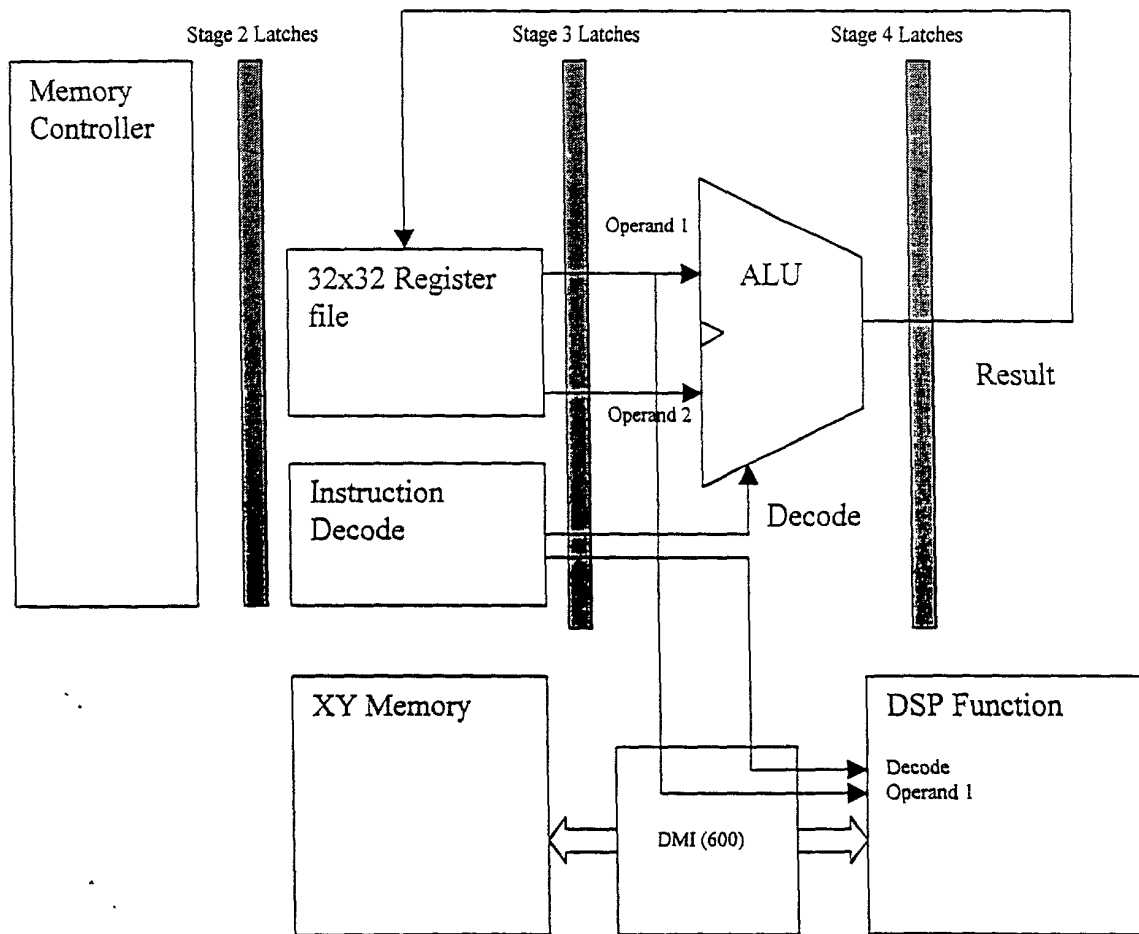 Stage 2 Latches
Stage 3 Latches
Stage 4 Latches
Memory
Controller
Operand 1
32x32 Register
file
ALU
Result
Operand 2
Instruction
Decode
Decode
XY Memory
DSP Function
Decode
Operand 1
DMI (600)